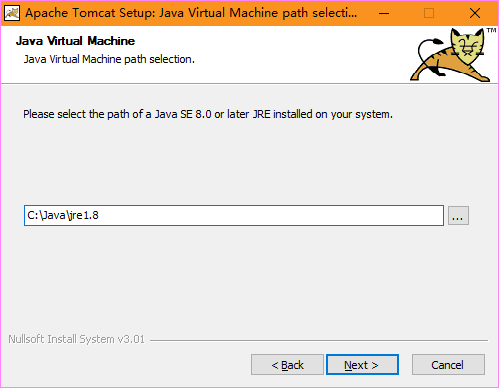 Apache Tomcat Setup: Java Virtual Machine path selecti...
Java Virtual Machine
Java Virtual Machine path selection.
TM
Please select the path of a Java SE 8.0 or later JRE installed on your system.
C:\Java\jre1.8
...
Nullsoft Install System v3.01
< Back
Next >
Cancel